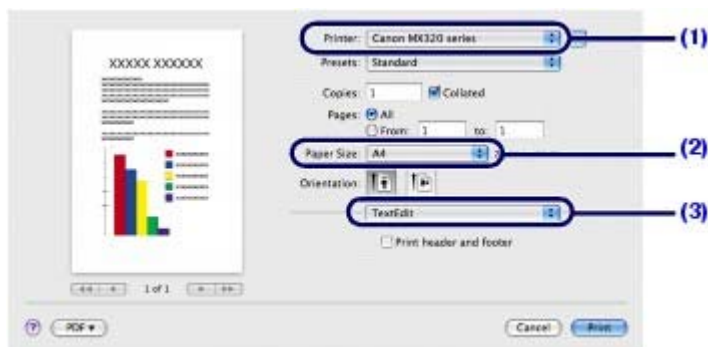 Printer: Canon MX320 series (1)
XXXXX XXXXXX
Presets: Standard
Copies: 1 Collated
Pages: All
From: 1 to: 1
Paper Size: A4 (2)
Orientation:
TextEdit (3)
Print header and footer
1 of 1
? PDF Cancel Print